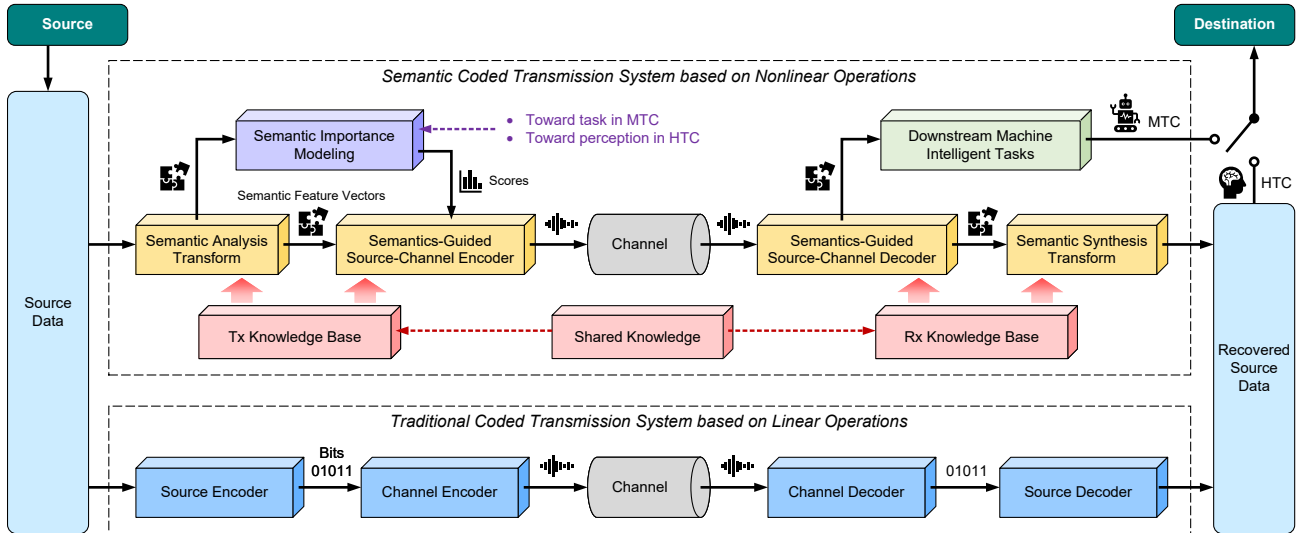 Source
Destination
Semantic Coded Transmission System based on Nonlinear Operations
Semantic Importance
Modeling
• Toward task in MTC
• Toward perception in HTC
Downstream Machine
Intelligent Tasks
MTC
HTC
Scores
Semantic Feature Vectors
Semantic Analysis
Transform
Semantics-Guided
Source-Channel Encoder
Channel
Semantics-Guided
Source-Channel Decoder
Semantic Synthesis
Transform
Source
Data
Tx Knowledge Base
Shared Knowledge
Rx Knowledge Base
Recovered
Source
Data
Traditional Coded Transmission System based on Linear Operations
Source Encoder
Bits
01011
Channel Encoder
Channel
Channel Decoder
01011
Source Decoder